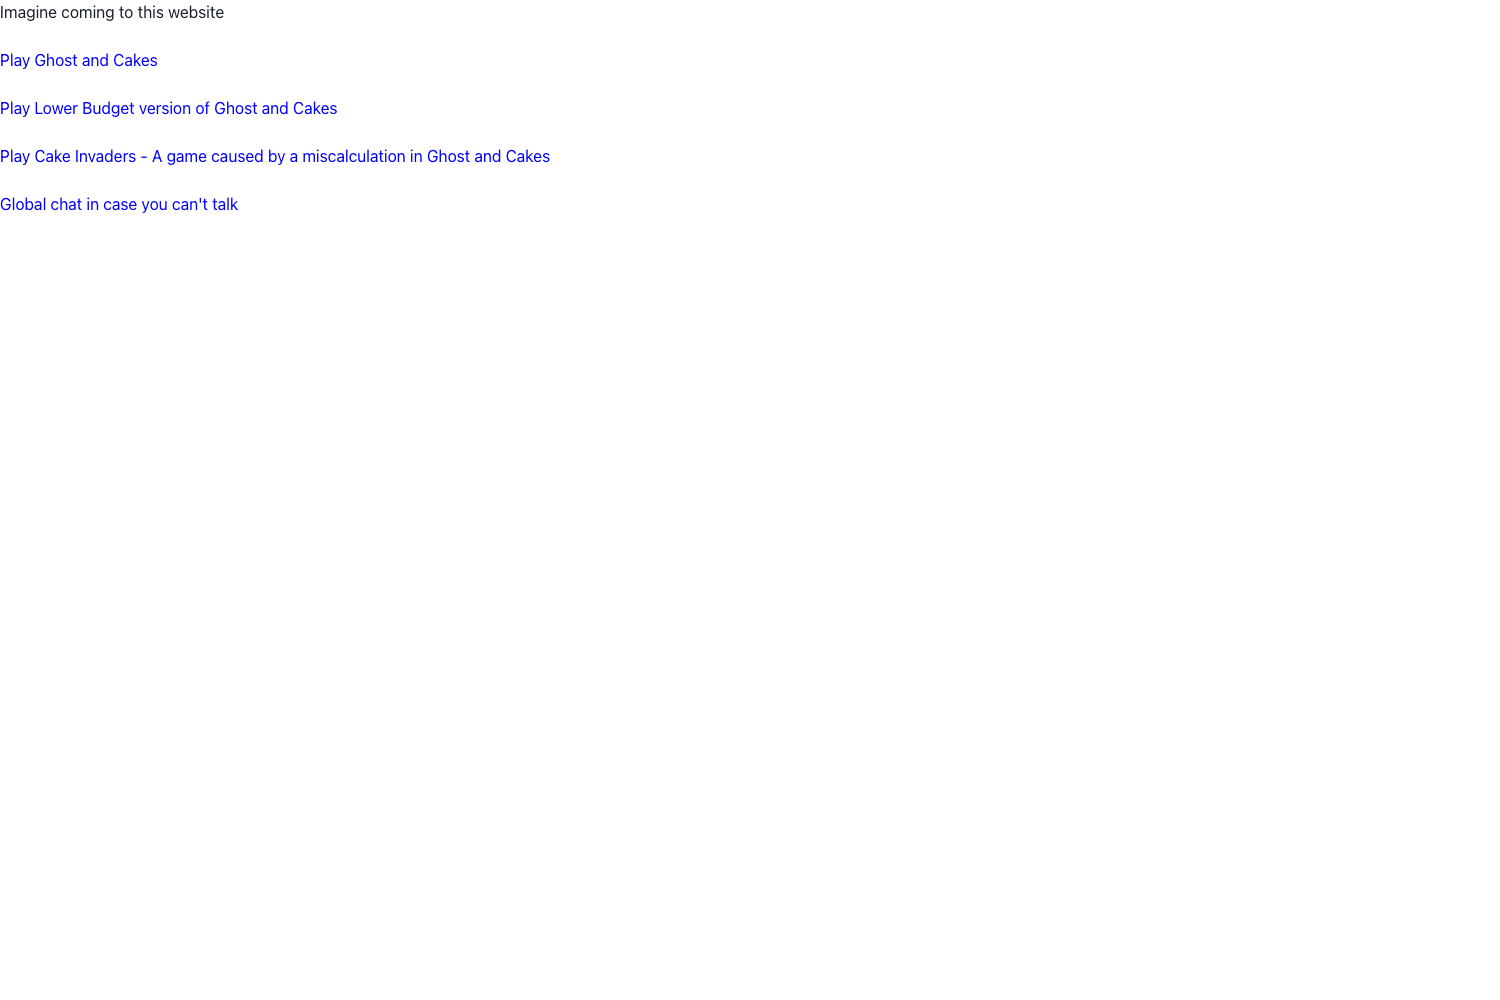 Imagine coming to this website
Play Ghost and Cakes
Play Lower Budget version of Ghost and Cakes
Play Cake Invaders - A game caused by a miscalculation in Ghost and Cakes
Global chat in case you can't talk